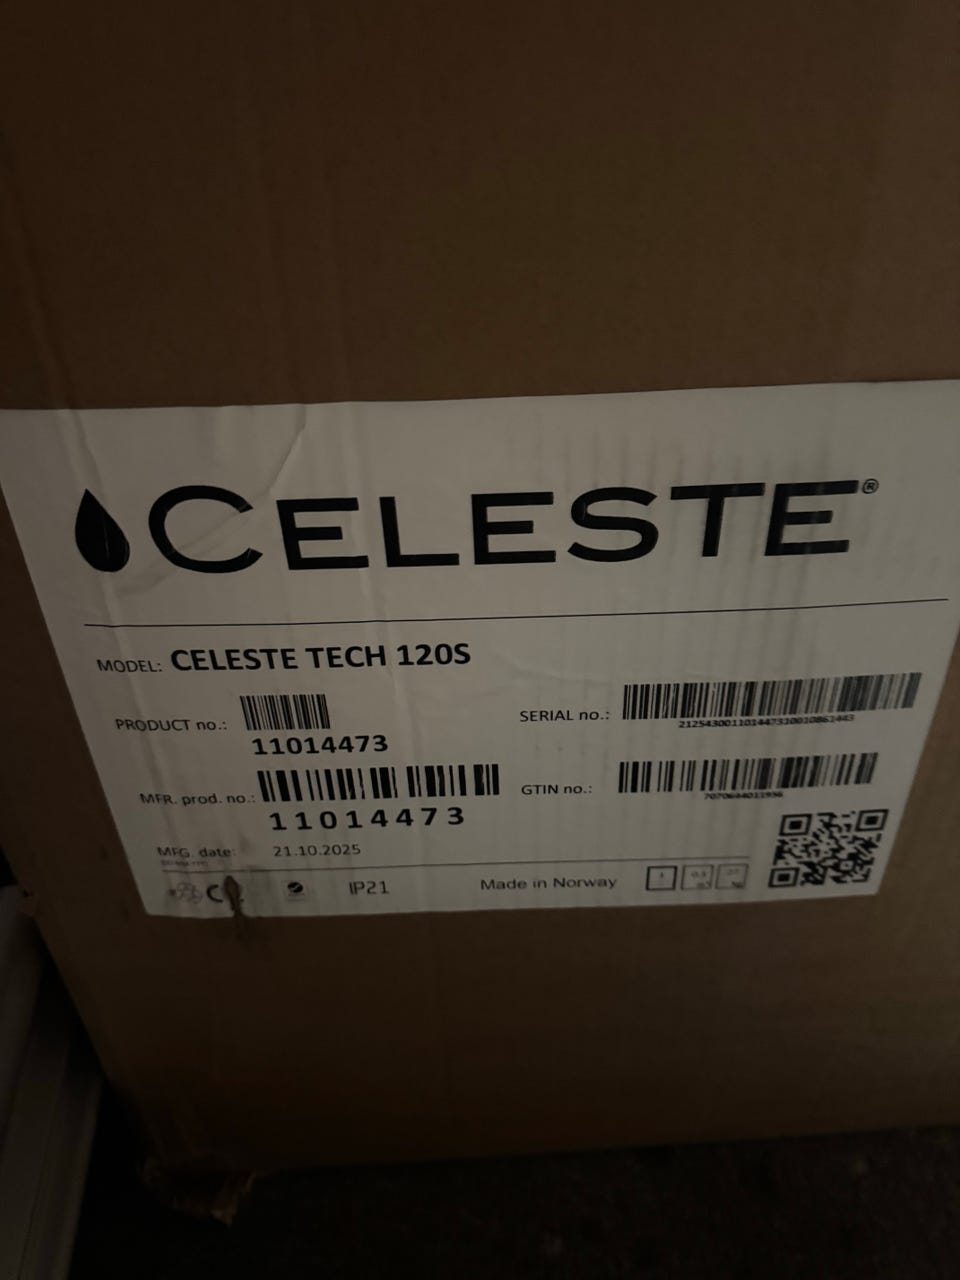 CELESTE®
MODEL: CELESTE TECH 120S
PRODUCT no.:
11014473
SERIAL no.:
MFR. prod. no.:
11014473
GTIN no.:
MFG. date: 21.10.2025
IP21
Made in Norway